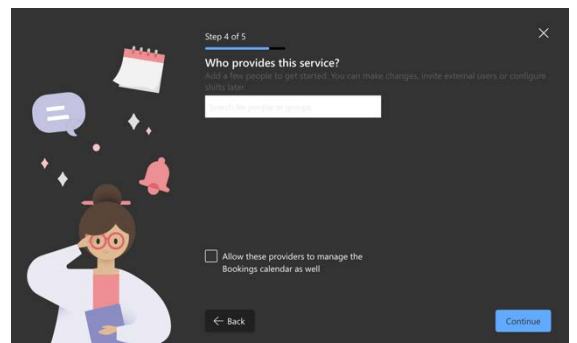 Step 4 of 5
Who provides this service?
Add a few people to get started. You can make changes, invite external users or configure
shifts later.
Search for people or groups
Allow these providers to manage the
Bookings calendar as well
← Back
Continue